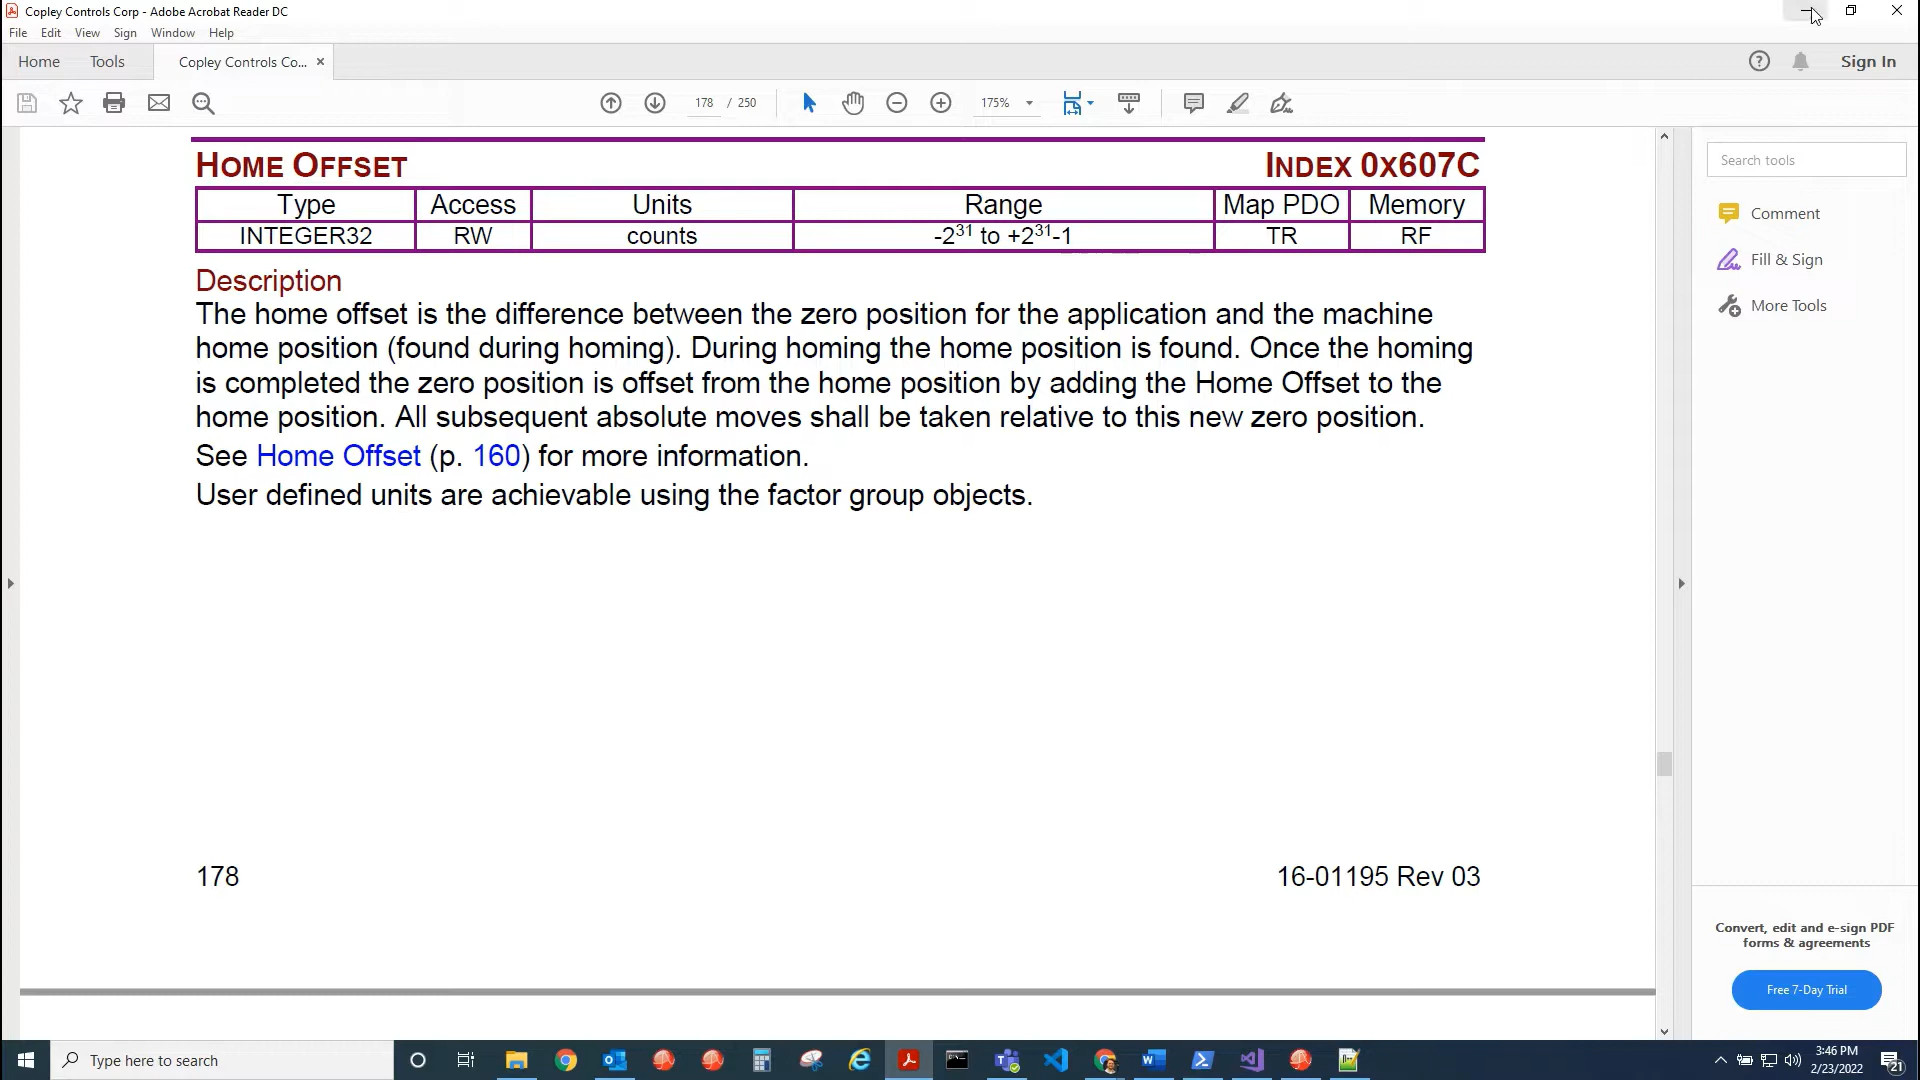 Copley Controls Corp - Adobe Acrobat Reader DC
File Edit View Sign Window Help
Home Tools Copley Controls Co... ×
Sign In
178 / 250 175%
HOME OFFSET INDEX 0X607C
Type Access Units Range Map PDO Memory
INTEGER32 RW counts -2³¹ to +2³¹-1 TR RF
Description
The home offset is the difference between the zero position for the application and the machine
home position (found during homing). During homing the home position is found. Once the homing
is completed the zero position is offset from the home position by adding the Home Offset to the
home position. All subsequent absolute moves shall be taken relative to this new zero position.
See Home Offset (p. 160) for more information.
User defined units are achievable using the factor group objects.
178 16-01195 Rev 03
Search tools
Comment
Fill & Sign
More Tools
Convert, edit and e-sign PDF
forms & agreements
Free 7-Day Trial
Type here to search
3:46 PM
2/23/2022
21